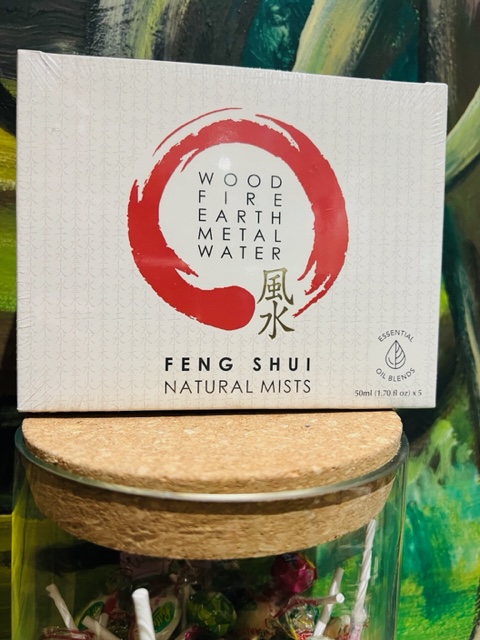 WOOD
FIRE
EARTH
METAL
WATER
風
水
FENG SHUI
NATURAL MISTS
ESSENTIAL
OIL BLENDS
50ml (1.70 fl oz) x 5